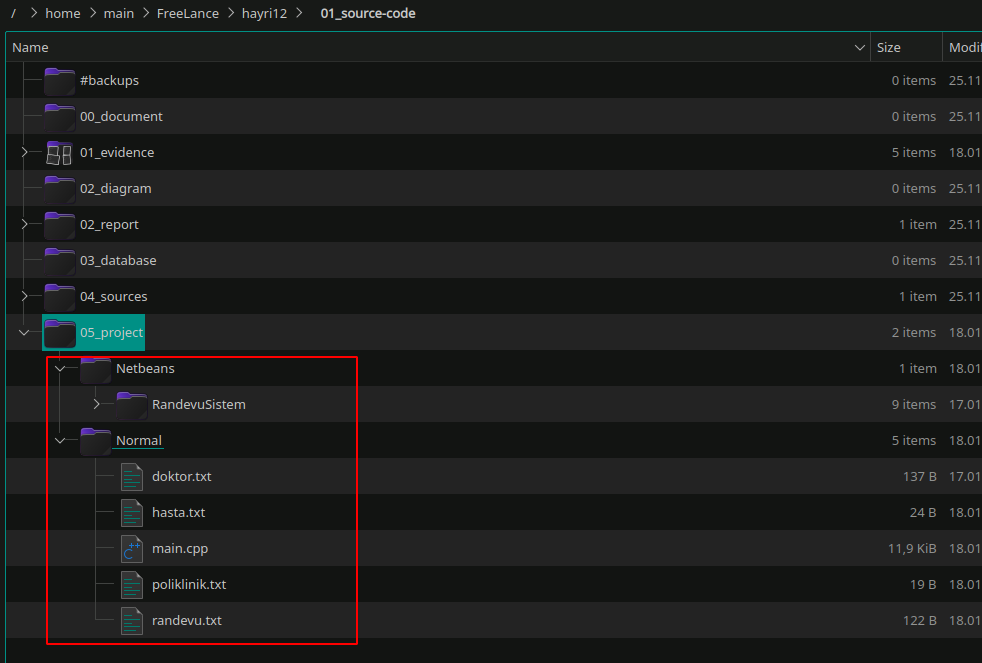 / > home > main > FreeLance > hayri12 > 01_source-code
Name Size Modif
#backups 0 items 25.11
00_document 0 items 25.11
01_evidence 5 items 18.01
02_diagram 0 items 25.11
02_report 1 item 25.11
03_database 0 items 25.11
04_sources 1 item 25.11
05_project 2 items 18.01
Netbeans 1 item 18.01
RandevuSistem 9 items 17.01
Normal 5 items 18.01
doktor.txt 137 B 17.01
hasta.txt 24 B 18.01
main.cpp 11,9 KiB 18.01
poliklinik.txt 19 B 18.01
randevu.txt 122 B 18.01